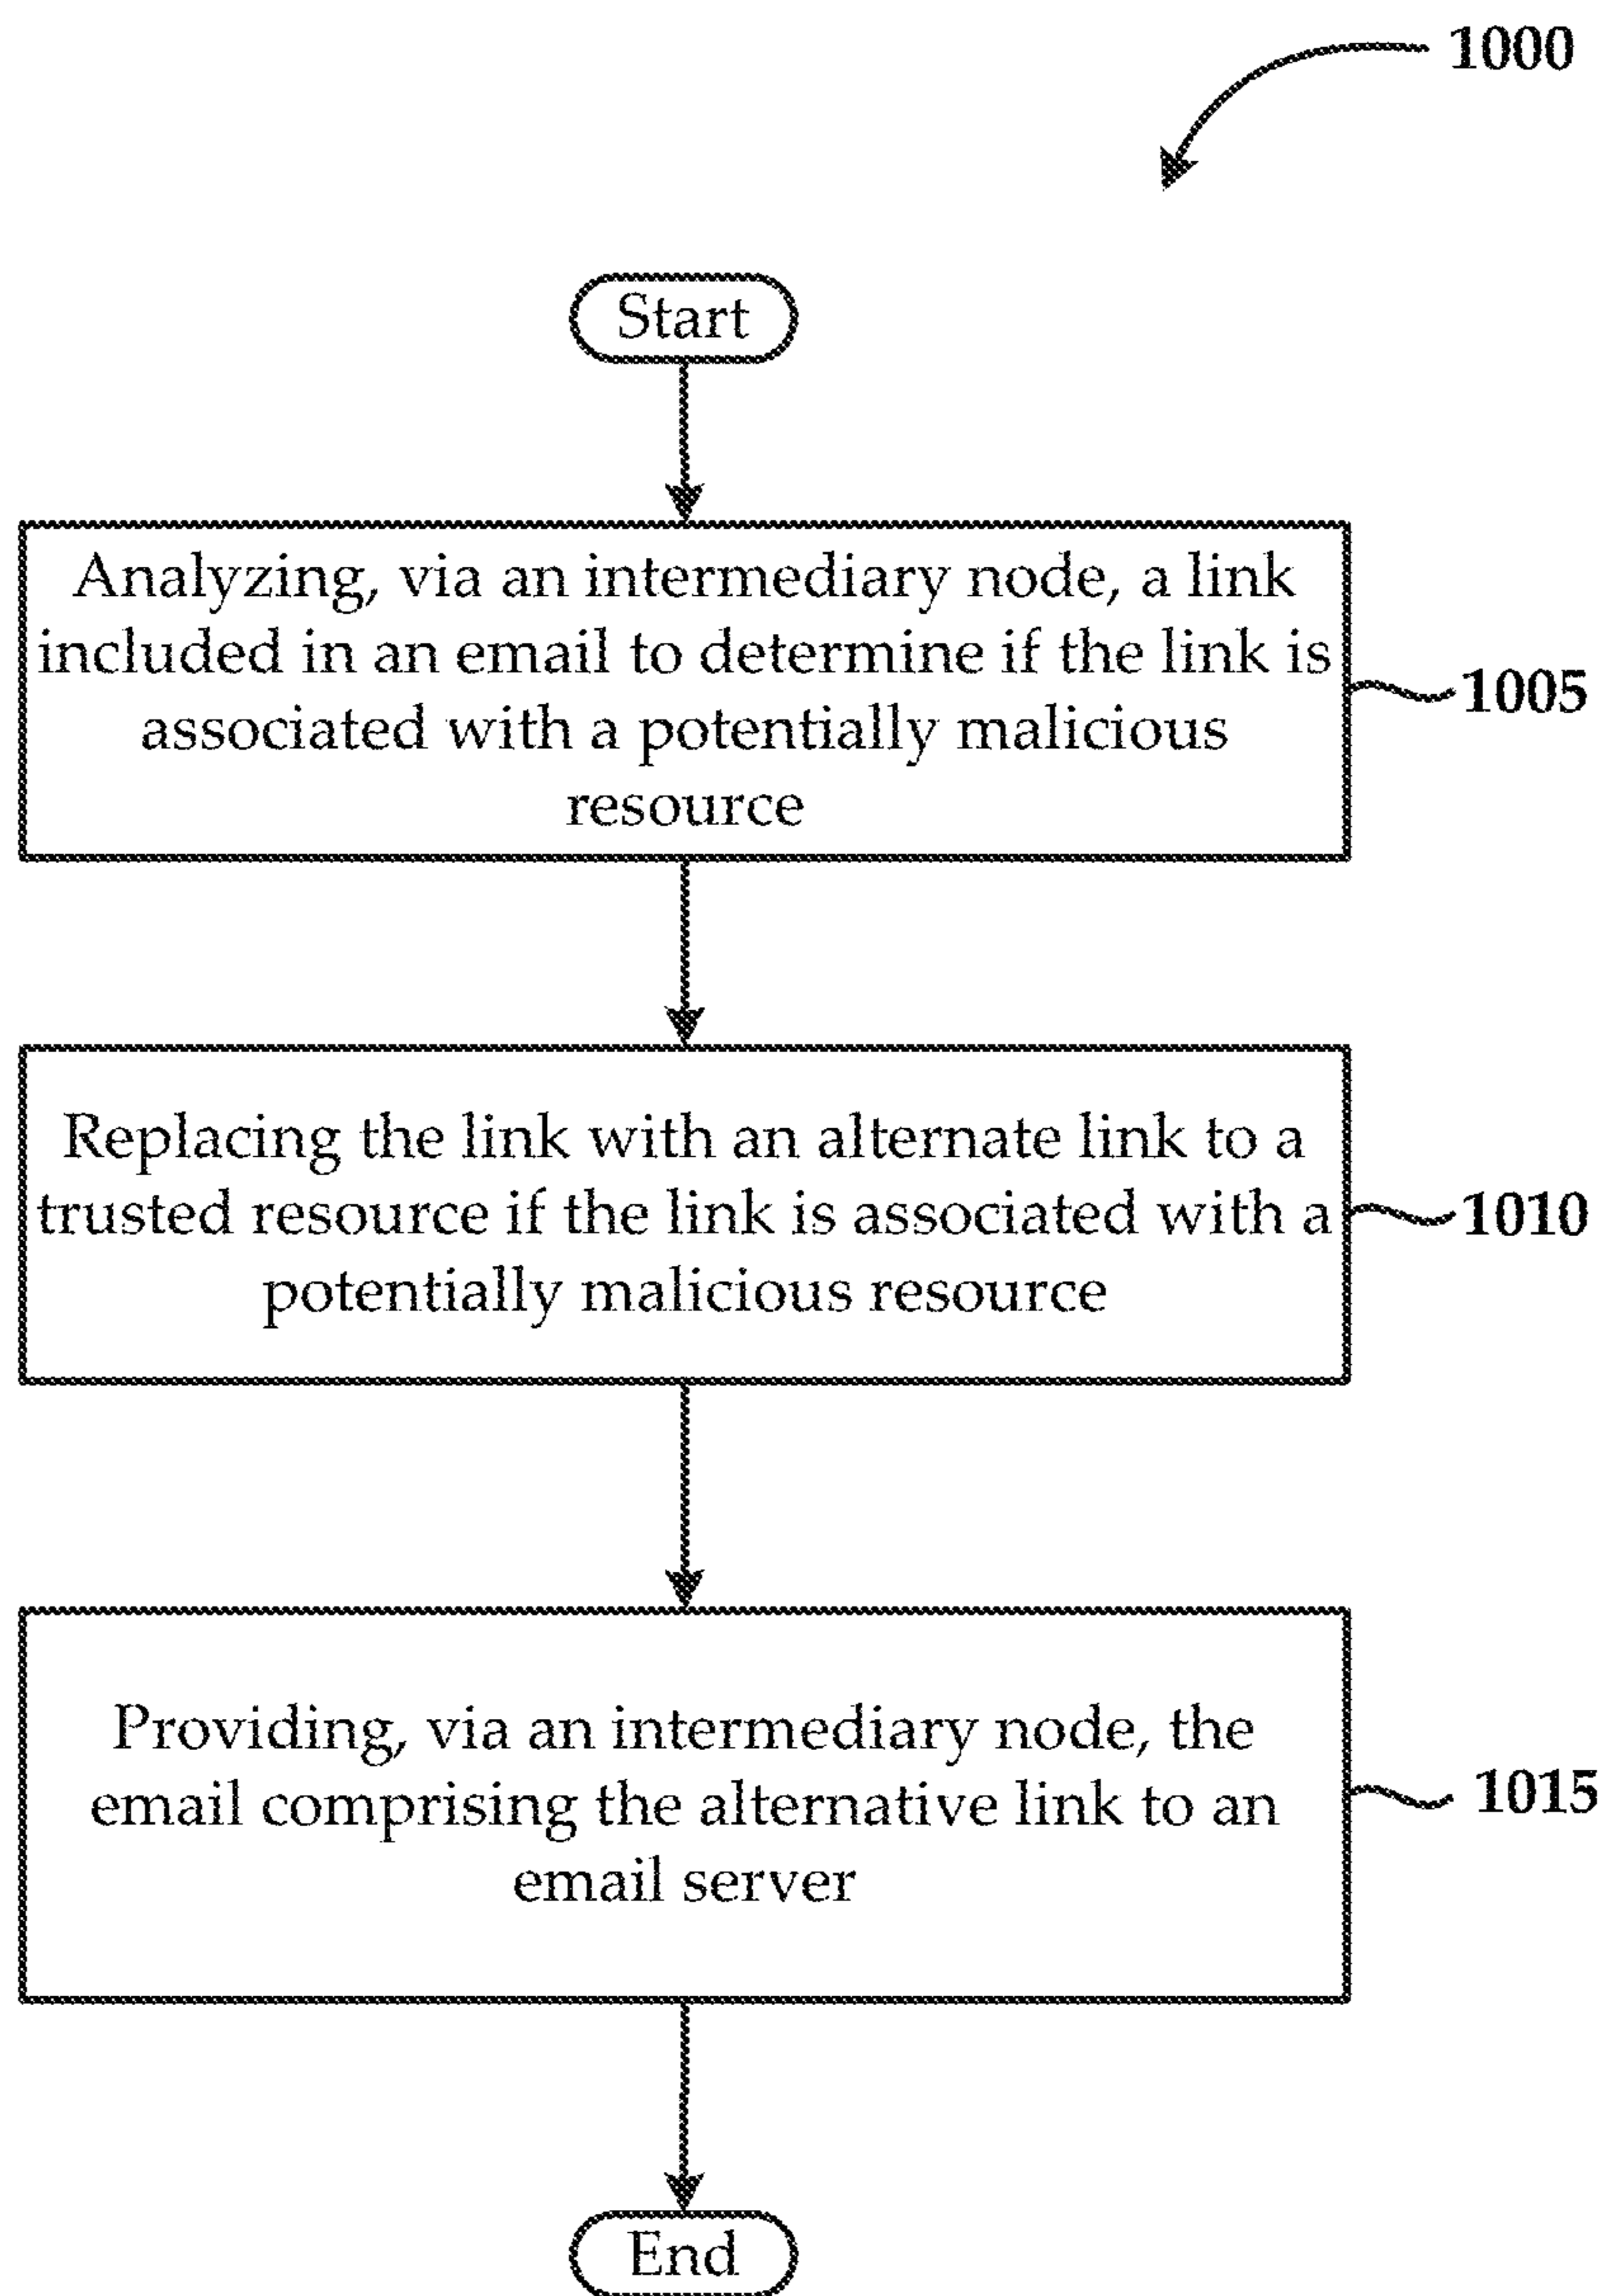 1000
Start
Analyzing, via an intermediary node, a link
included in an email to determine if the link is
associated with a potentially malicious
resource
1005
Replacing the link with an alternate link to a
trusted resource if the link is associated with a
potentially malicious resource
1010
Providing, via an intermediary node, the
email comprising the alternative link to an
email server
1015
End